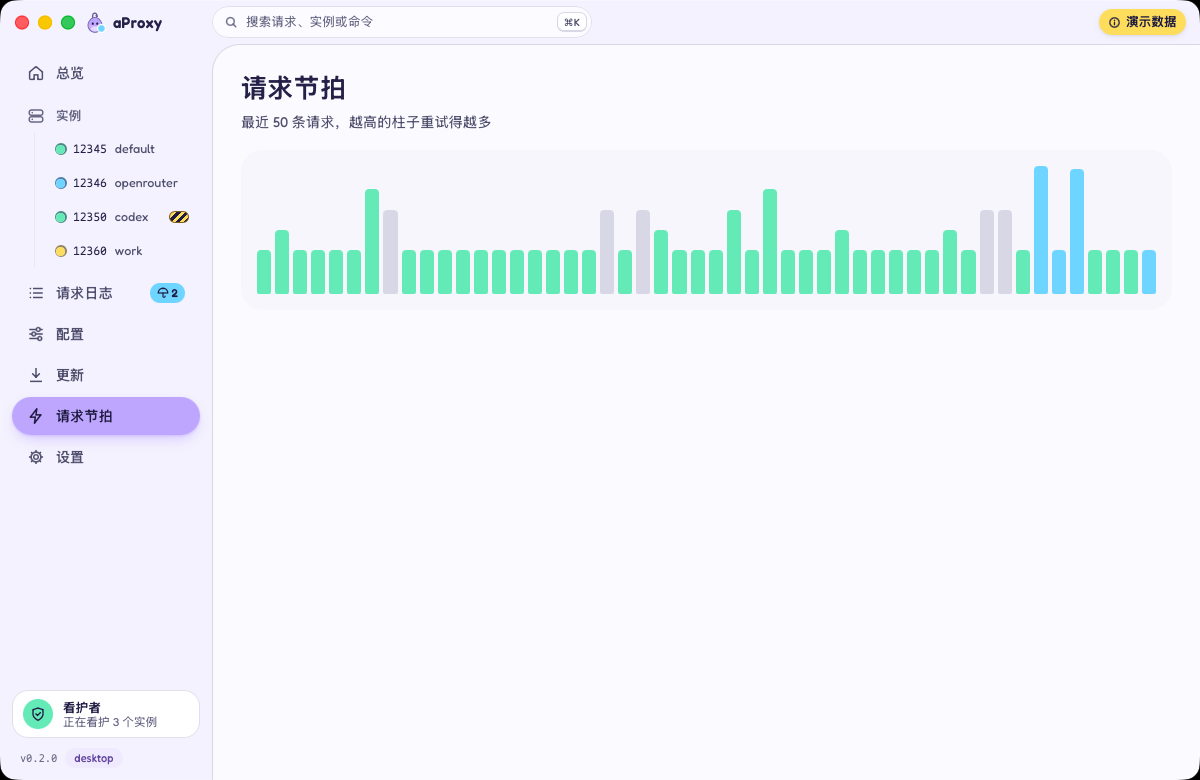 aProxy
搜索请求、实例或命令
⌘K
演示数据
总览
实例
12345 default
12346 openrouter
12350 codex
12360 work
请求日志 2
配置
更新
请求节拍
设置
看护者
正在看护 3 个实例
v0.2.0 desktop
请求节拍
最近 50 条请求，越高的柱子重试得越多